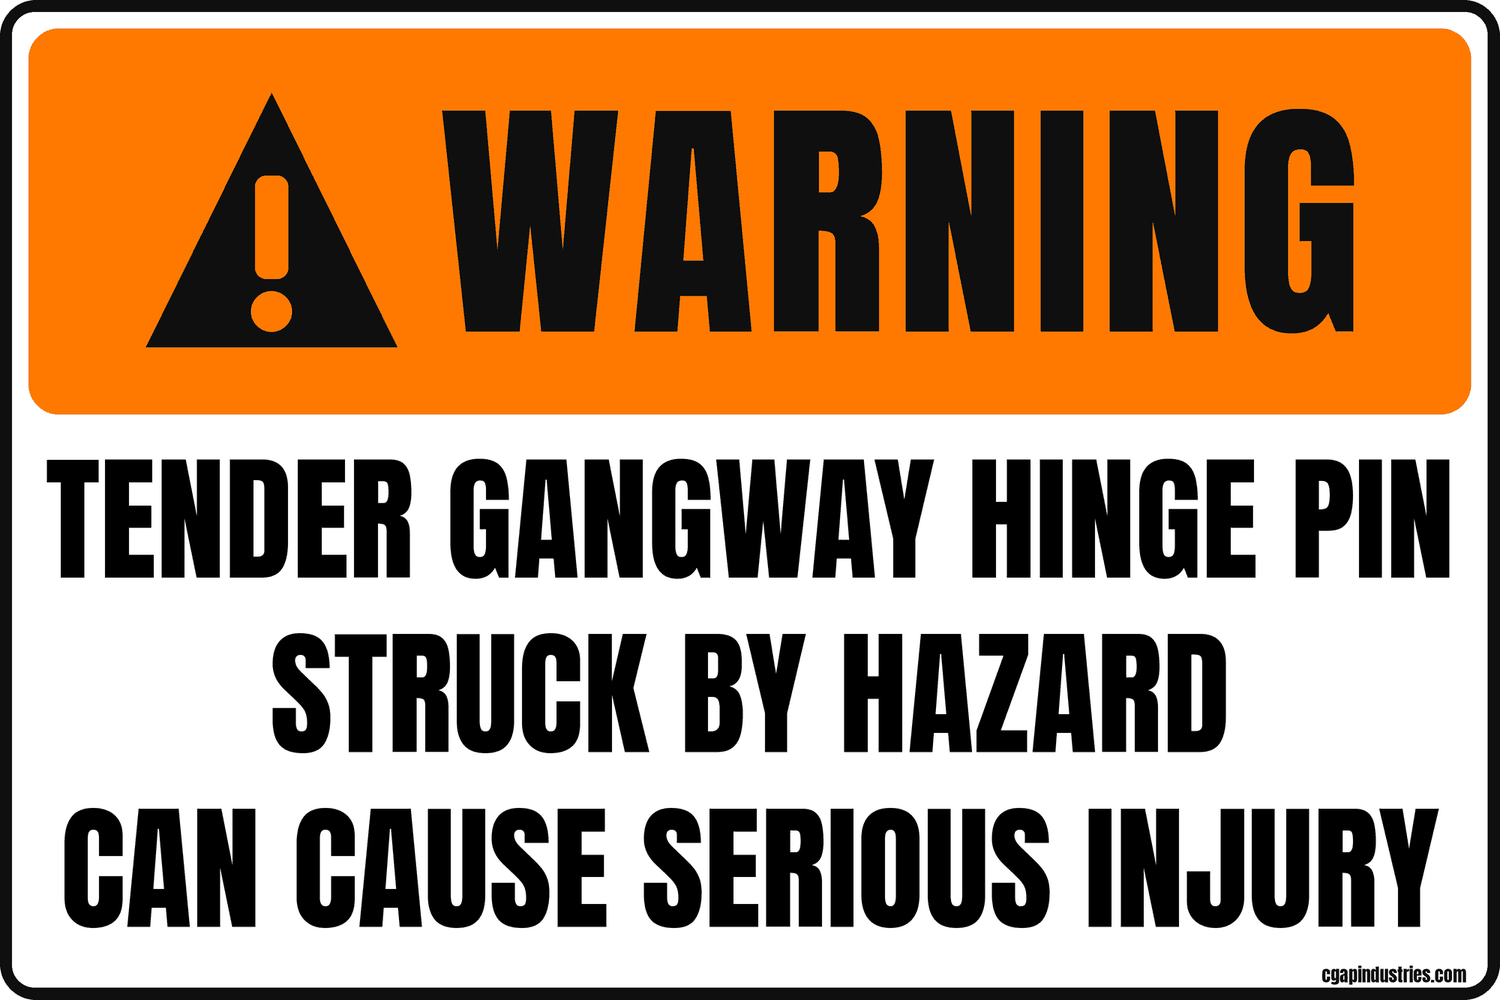 WARNING
TENDER GANGWAY HINGE PIN
STRUCK BY HAZARD
CAN CAUSE SERIOUS INJURY
cgapindustries.com